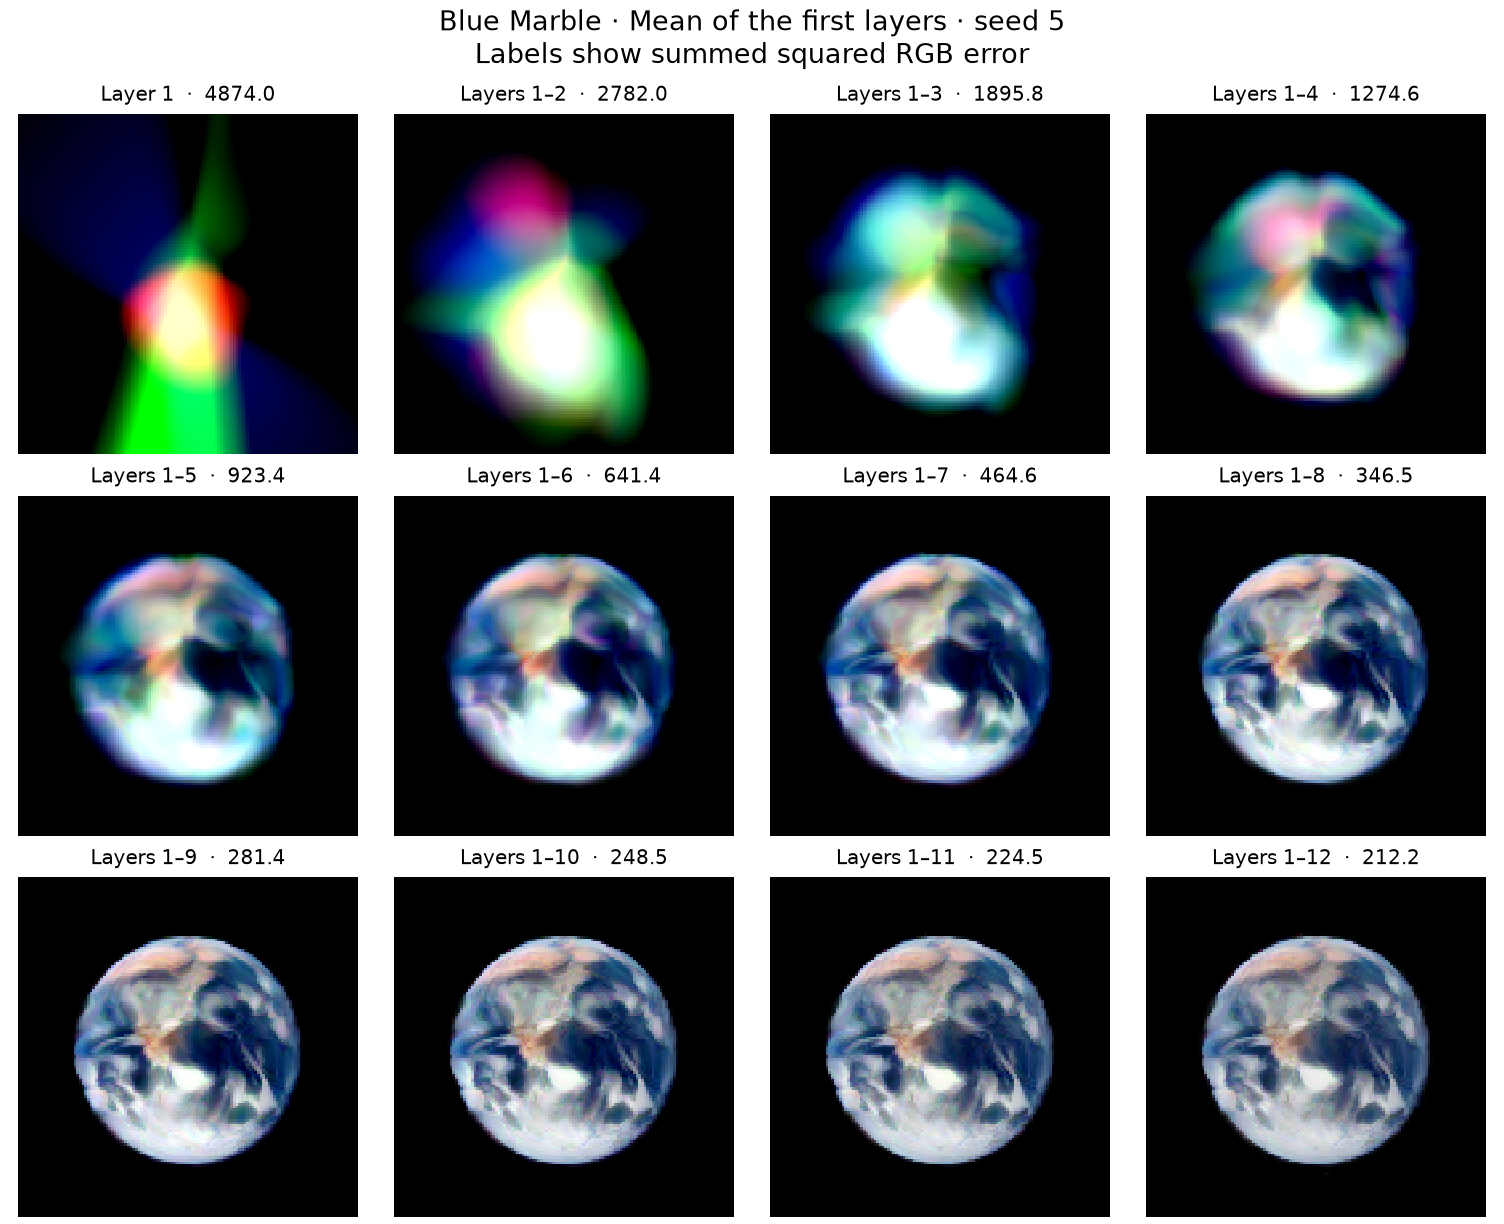 Blue Marble · Mean of the first layers · seed 5
Labels show summed squared RGB error
Layer 1 · 4874.0
Layers 1–2 · 2782.0
Layers 1–3 · 1895.8
Layers 1–4 · 1274.6
Layers 1–5 · 923.4
Layers 1–6 · 641.4
Layers 1–7 · 464.6
Layers 1–8 · 346.5
Layers 1–9 · 281.4
Layers 1–10 · 248.5
Layers 1–11 · 224.5
Layers 1–12 · 212.2